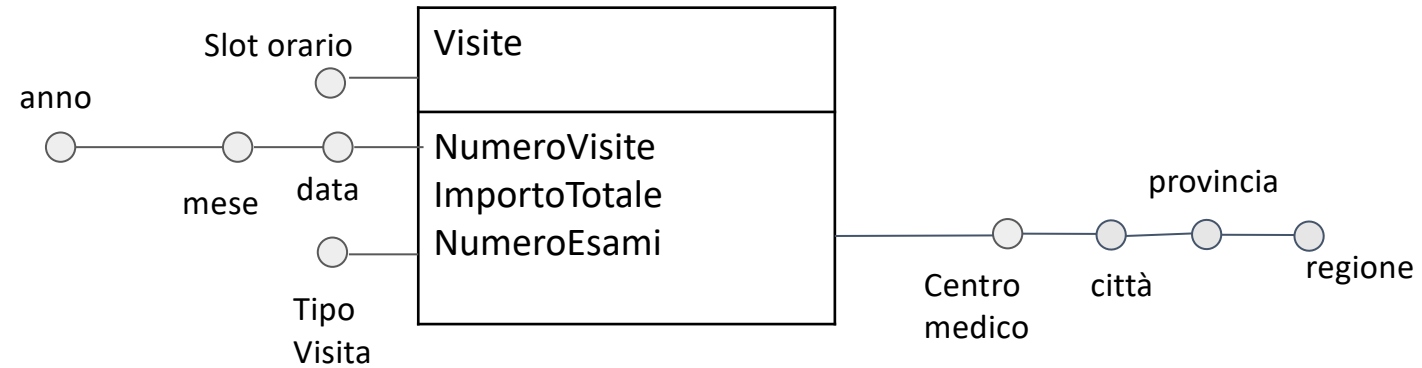 Slot orario
Visite
anno
NumeroVisite
ImportoTotale
NumeroEsami
mese
data
provincia
regione
Centro
medico
città
Tipo
Visita